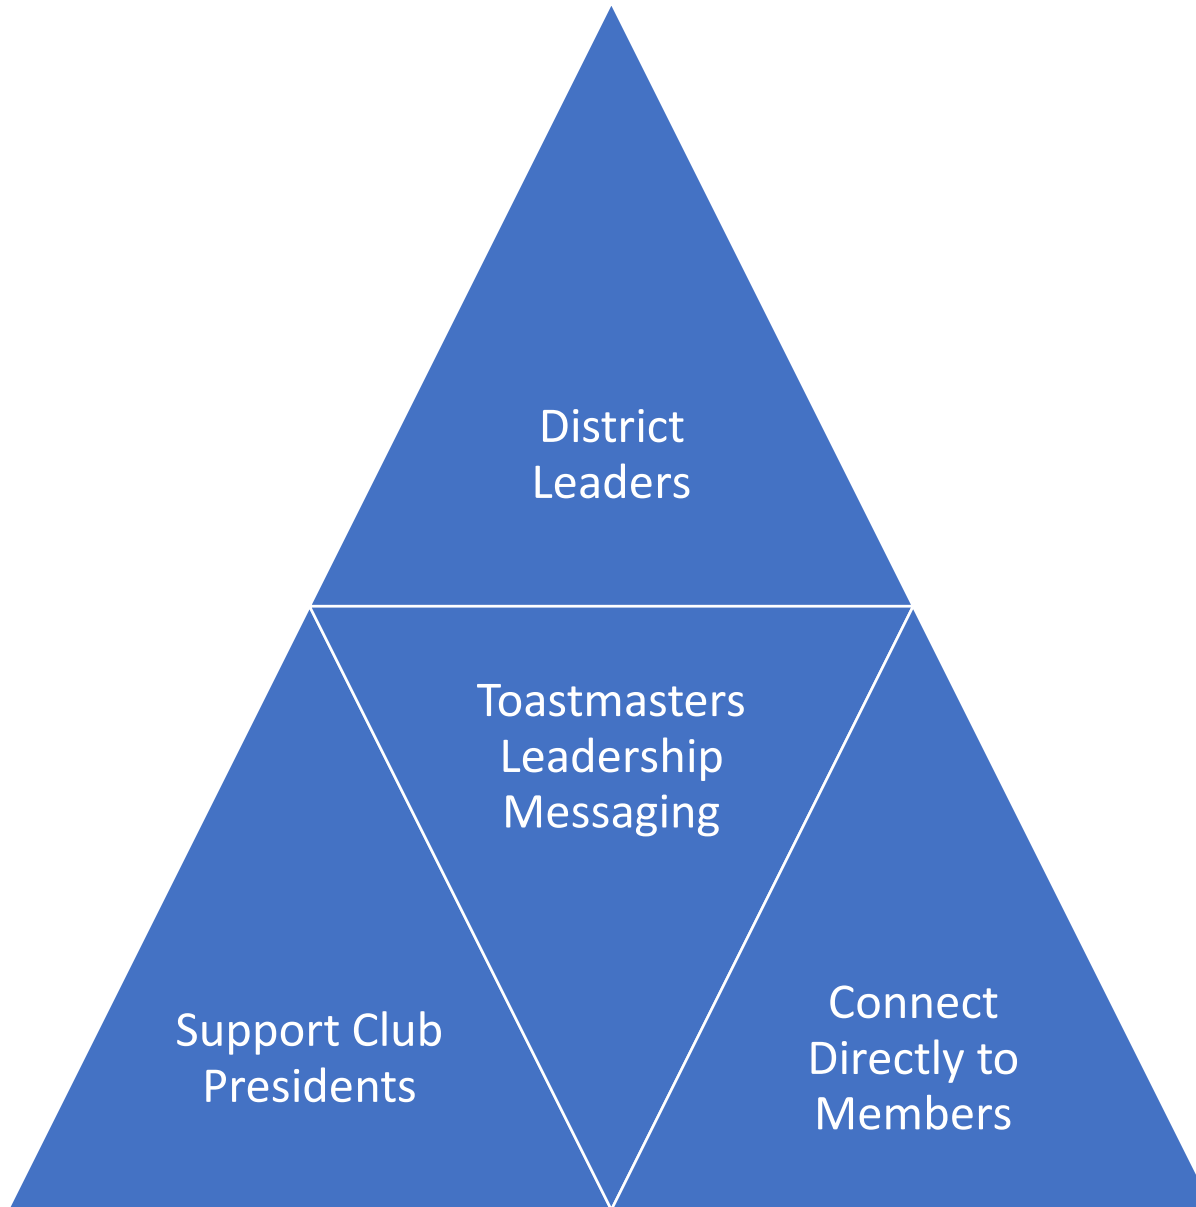 District
Leaders
Toastmasters
Leadership
Messaging
Support Club
Presidents
Connect
Directly to
Members